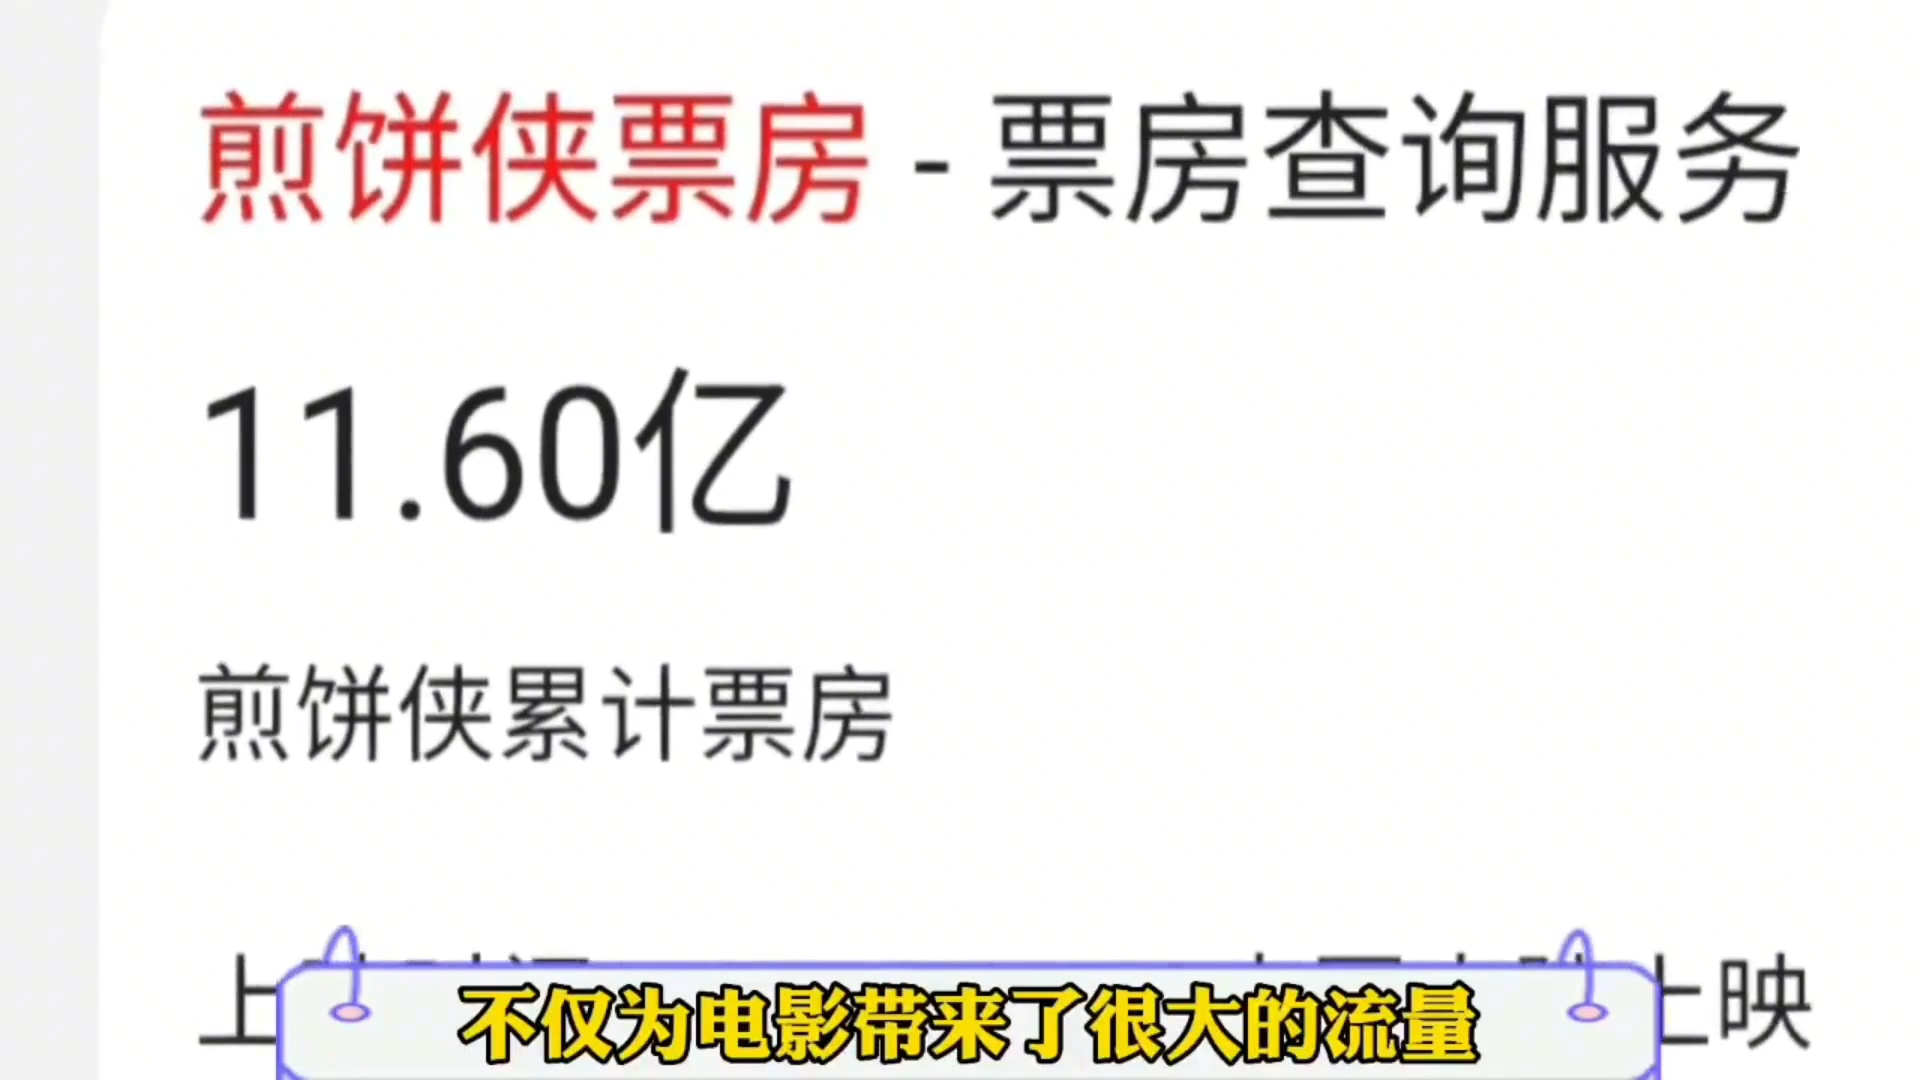 煎饼侠票房 - 票房查询服务
11.60亿
煎饼侠累计票房
上映
不仅为电影带来了很大的流量